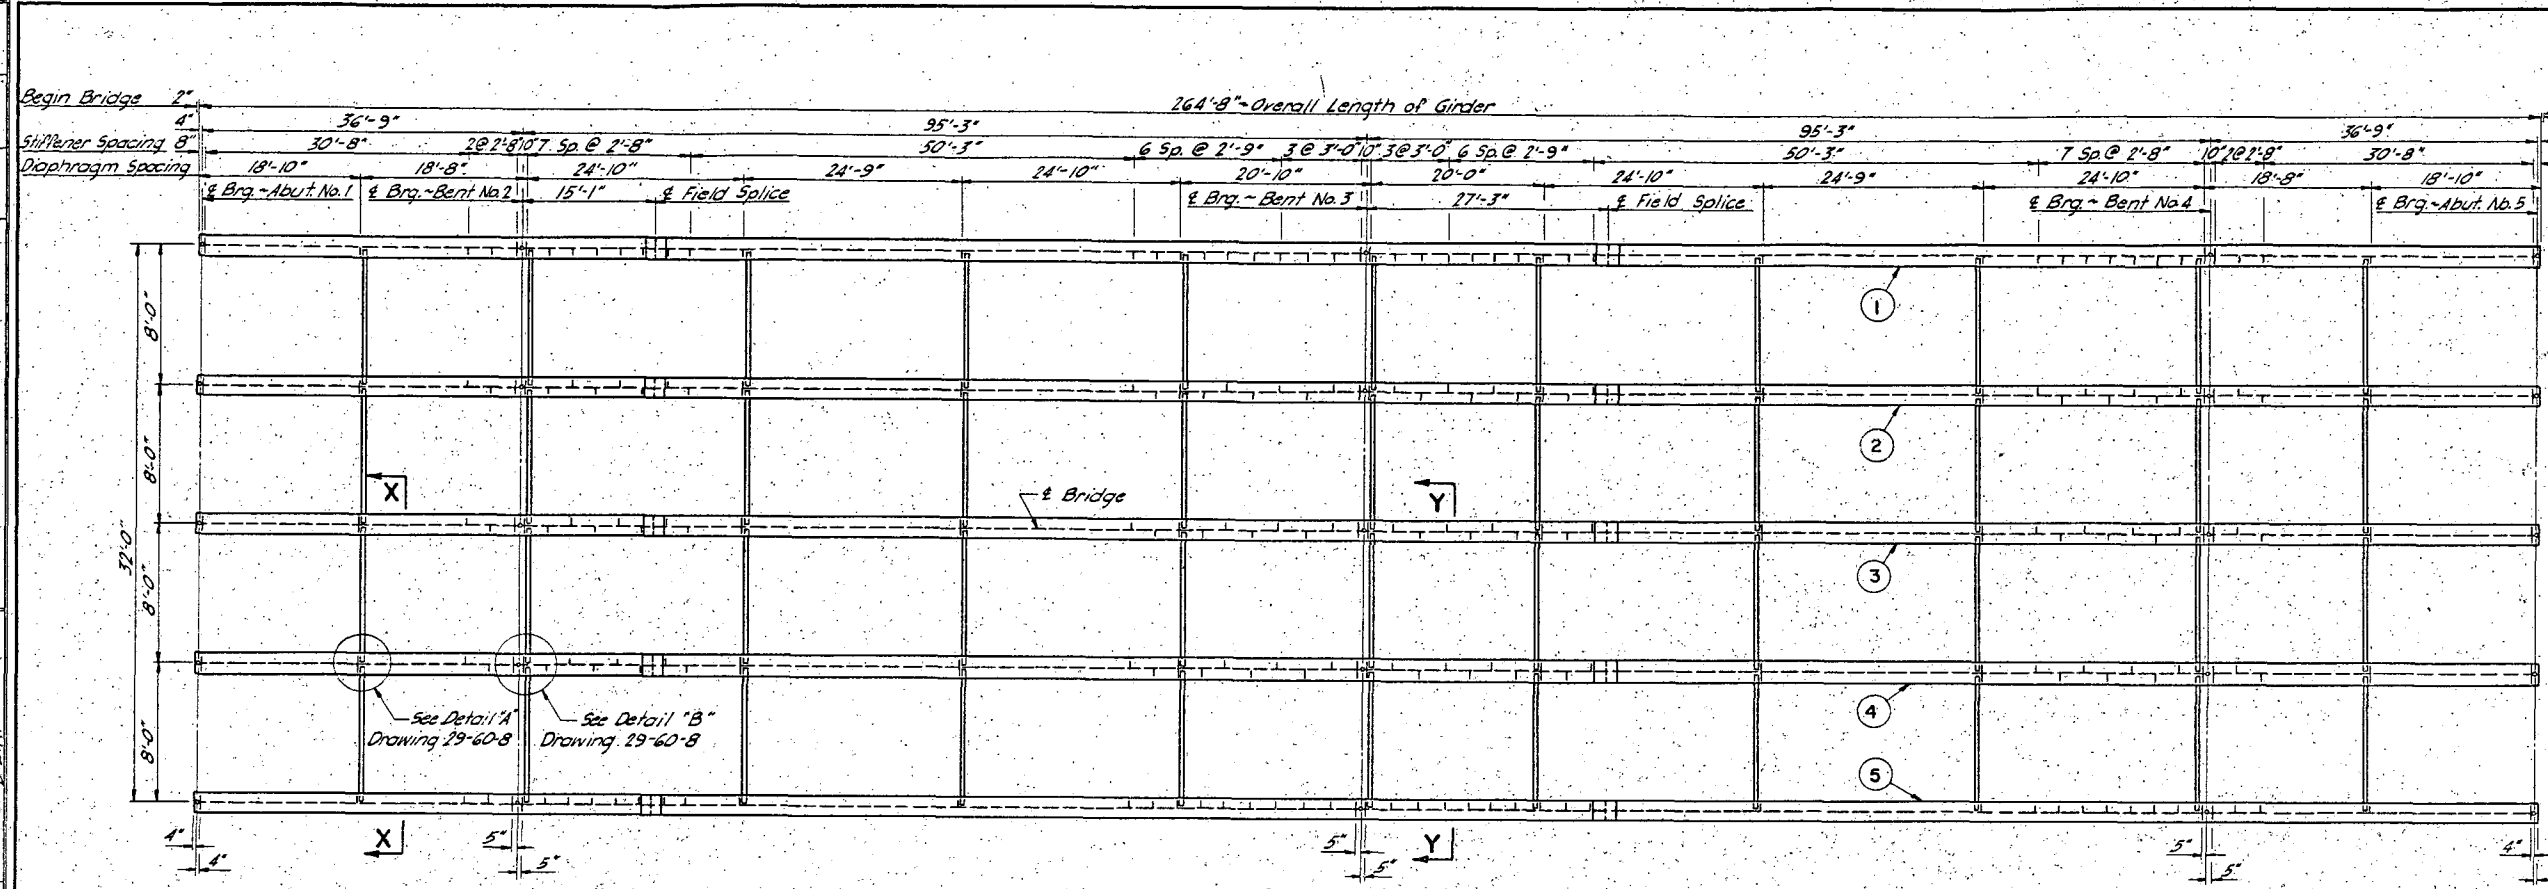 Begin Bridge 2"
264'-8"~Overall Length of Girder
4" 36'-9" 95'-3" 95'-3" 36'-9"
Stiffener Spacing 8" 30'-8" 2@2'-8" 10" 7 Sp. @ 2'-8" 50'-3" 6 Sp. @ 2'-9" 3 @ 3'-0" 10" 3@3'-0" 6 Sp. @ 2'-9" 50'-3" 7 Sp. @ 2'-8" 10" 2@2'-8" 30'-8"
Diaphragm Spacing 18'-10" 18'-8" 24'-10" 24'-9" 24'-10" 20'-10" 20'-0" 24'-10" 24'-9" 24'-10" 18'-8" 18'-10"
℄ Brg.~Abut. No. 1 ℄ Brg.~Bent No. 2 15'-1" ℄ Field Splice ℄ Brg.~Bent No. 3 27'-3" ℄ Field Splice ℄ Brg.~Bent No. 4 ℄ Brg.~Abut. No. 5
8'-0"
1
2
8'-0"
X
℄ Bridge
Y
32'-0"
8'-0"
3
See Detail "A"
Drawing 29-60-8
See Detail "B"
Drawing 29-60-8
4
8'-0"
5
4" X 5" 5" Y 5" 4"
4" 5" 5" 5"